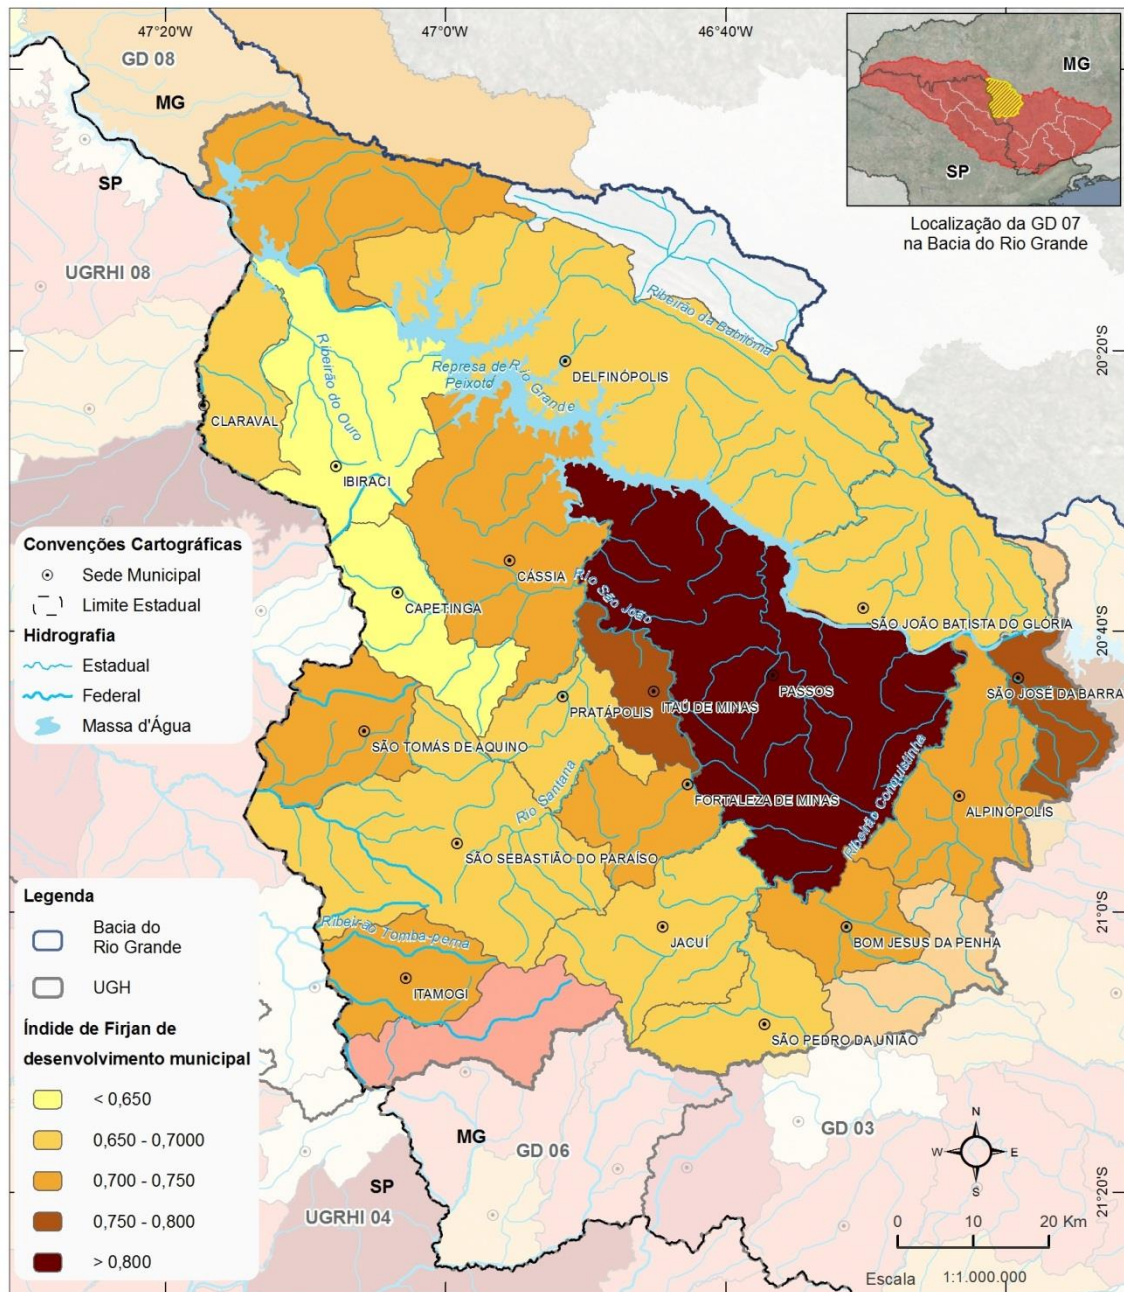 47°20'W
47°0'W
46°40'W
GD 08
MG
SP
UGRHI 08
MG
SP
Localização da GD 07
na Bacia do Rio Grande
20°20'S
20°40'S
21°0'S
21°20'S
Ribeirão da Babilônia
Ribeirão do Ouro
Represa de
Peixoto
Rio Grande
DELFINÓPOLIS
CLARAVAL
IBIRACI
CÁSSIA
CAPETINGA
Rio São João
SÃO JOÃO BATISTA DO GLÓRIA
PASSOS
SÃO JOSÉ DA BARRA
PRATÁPOLIS
ITAÚ DE MINAS
SÃO TOMÁS DE AQUINO
Rio Santana
FORTALEZA DE MINAS
Ribeirão Conquistinha
ALPINÓPOLIS
SÃO SEBASTIÃO DO PARAÍSO
Ribeirão Tomba-perna
JACUÍ
BOM JESUS DA PENHA
ITAMOGI
SÃO PEDRO DA UNIÃO
MG
GD 06
GD 03
SP
UGRHI 04
Convenções Cartográficas
Sede Municipal
Limite Estadual
Hidrografia
Estadual
Federal
Massa d'Água
Legenda
Bacia do
Rio Grande
UGH
Índide de Firjan de
desenvolvimento municipal
< 0,650
0,650 - 0,7000
0,700 - 0,750
0,750 - 0,800
> 0,800
N
W
E
S
0 10 20 Km
Escala 1:1.000.000